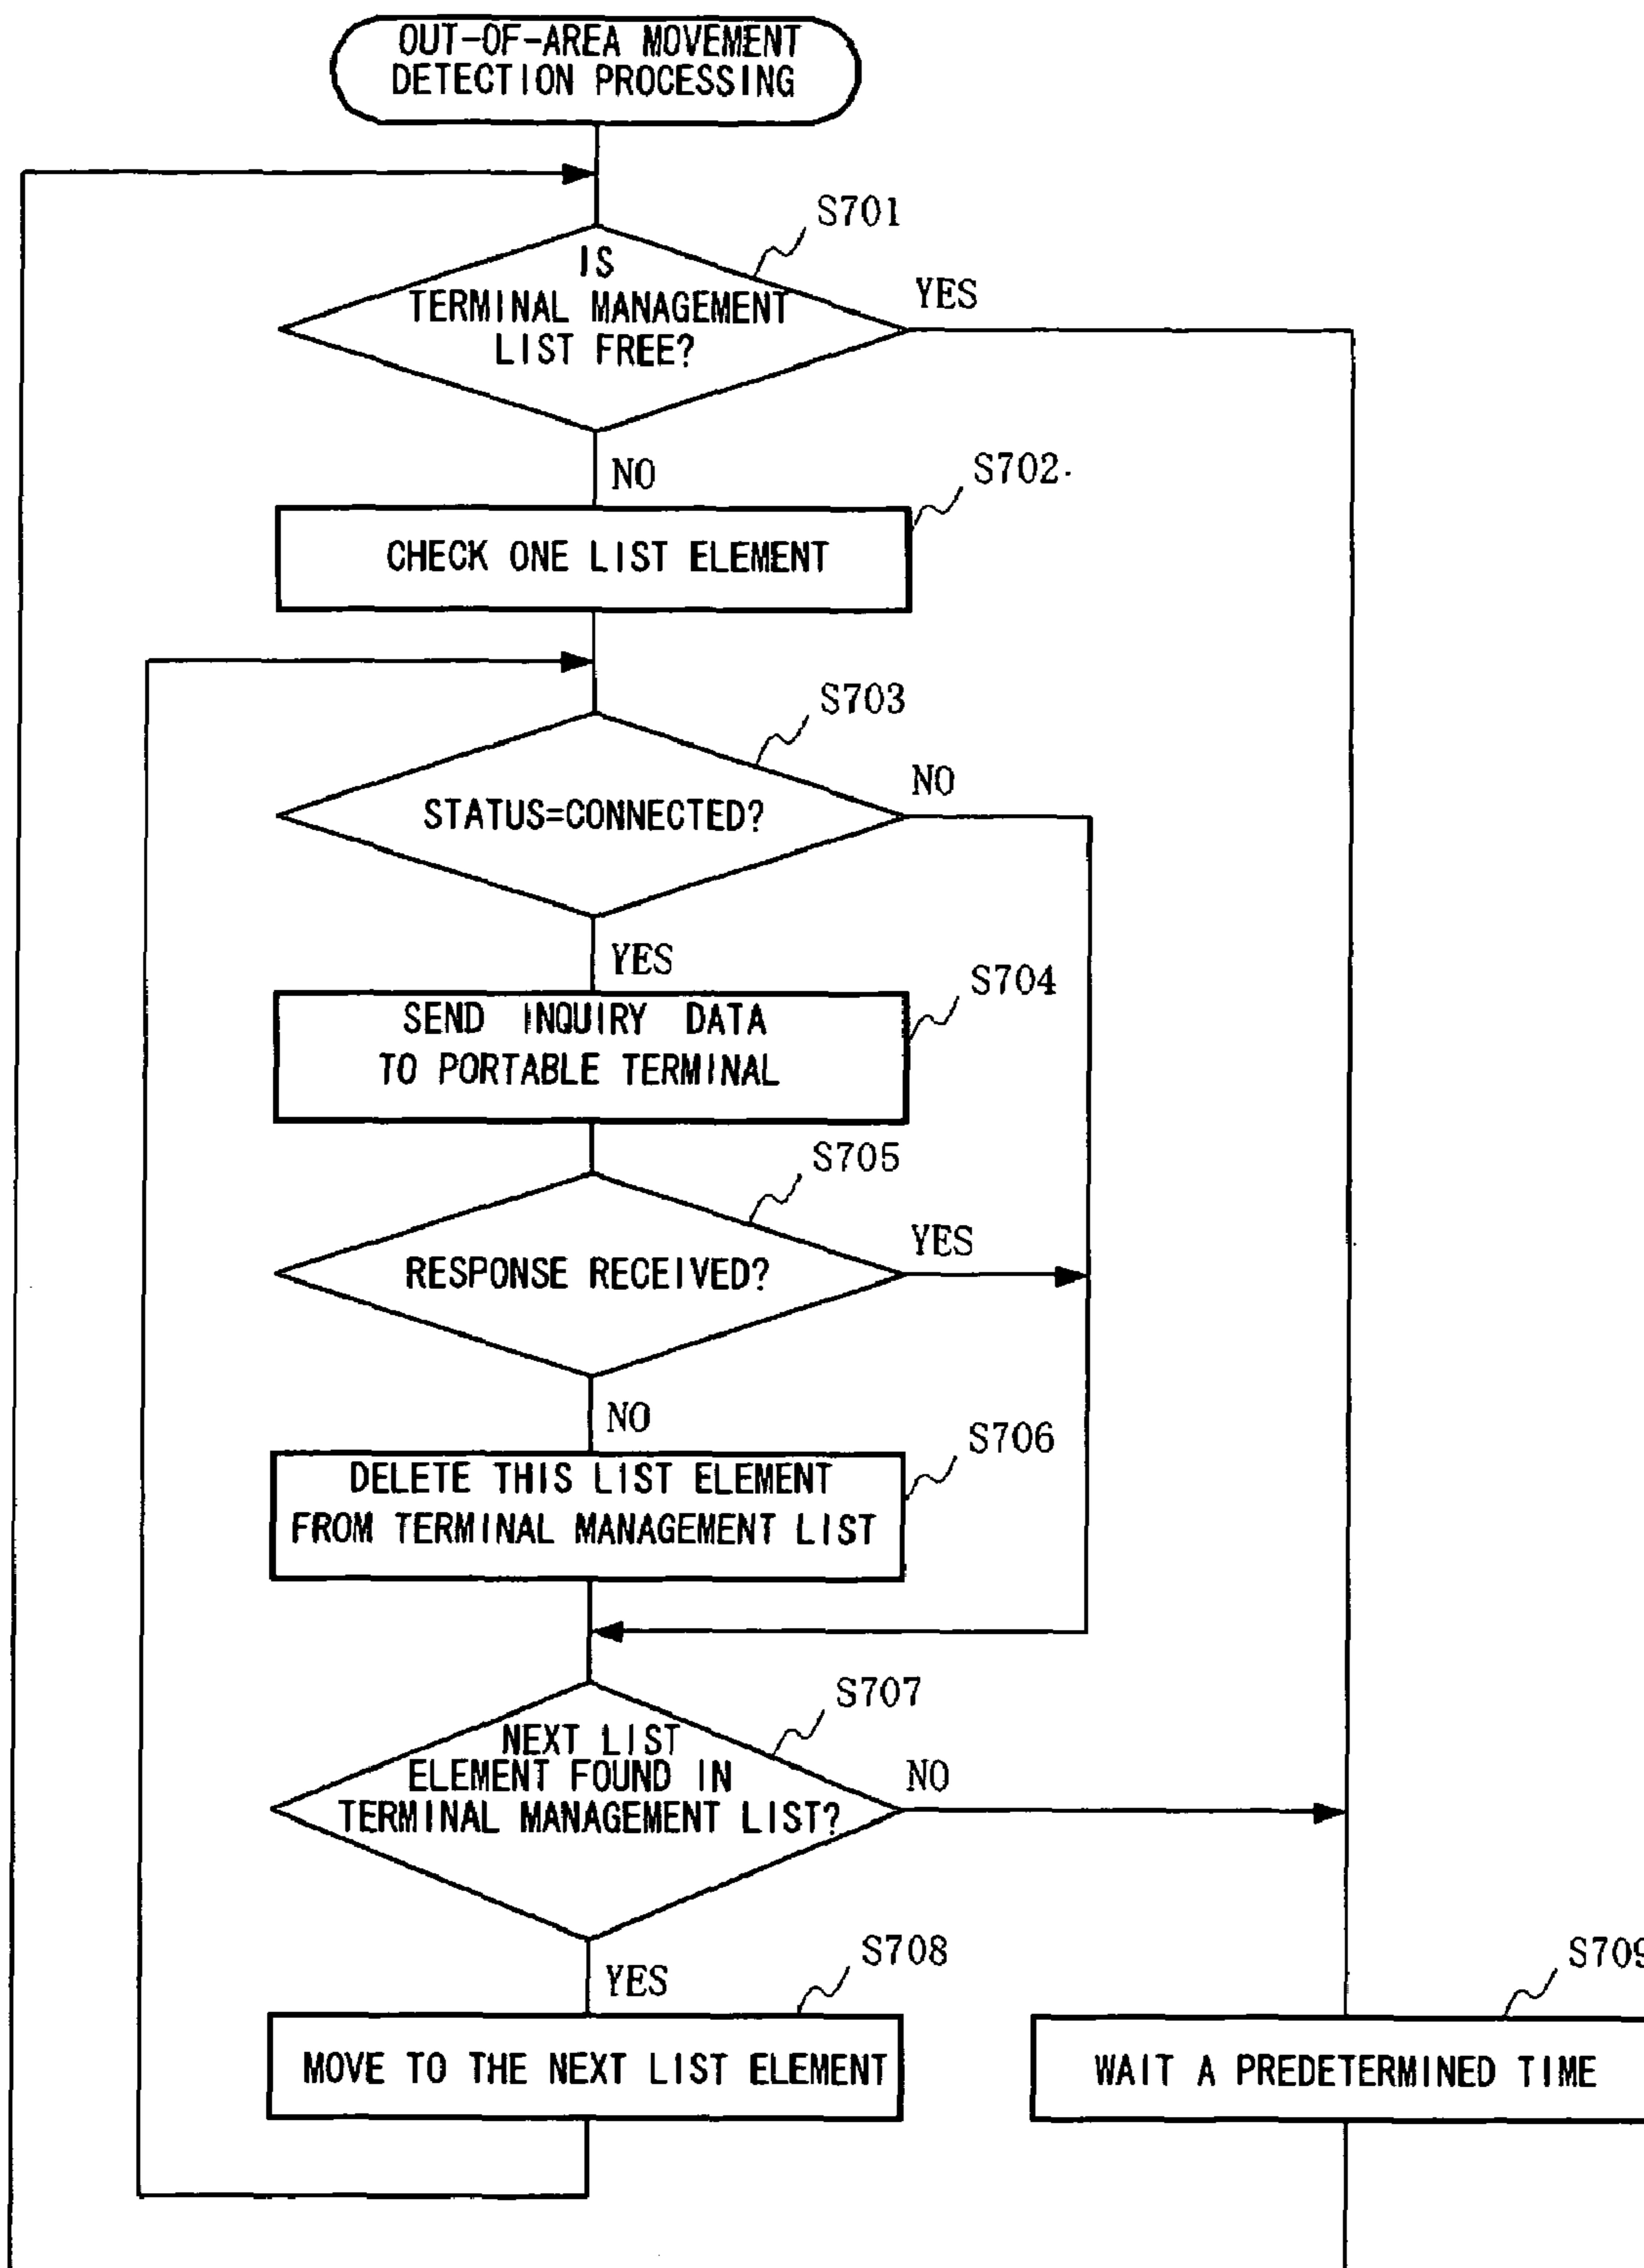 OUT-OF-AREA MOVEMENT
DETECTION PROCESSING
S701
IS
TERMINAL MANAGEMENT
LIST FREE?
YES
NO
S702
CHECK ONE LIST ELEMENT
S703
STATUS=CONNECTED?
NO
YES
S704
SEND INQUIRY DATA
TO PORTABLE TERMINAL
S705
RESPONSE RECEIVED?
YES
NO
S706
DELETE THIS LIST ELEMENT
FROM TERMINAL MANAGEMENT LIST
S707
NEXT LIST
ELEMENT FOUND IN
TERMINAL MANAGEMENT LIST?
NO
YES
S708
MOVE TO THE NEXT LIST ELEMENT
S709
WAIT A PREDETERMINED TIME